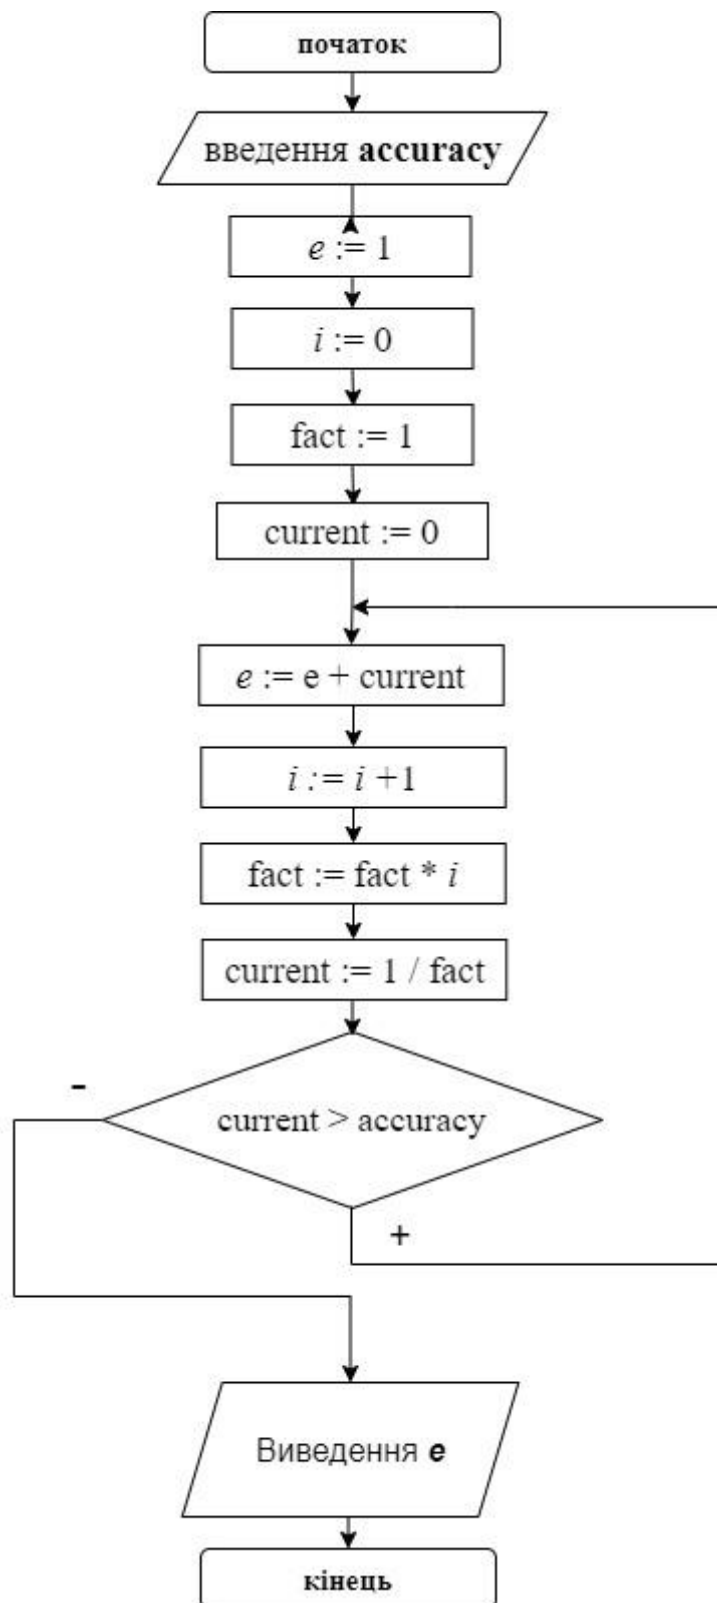 початок
введення accuracy
e := 1
i := 0
fact := 1
current := 0
e := e + current
i := i +1
fact := fact * i
current := 1 / fact
-
current > accuracy
+
Виведення e
кінець